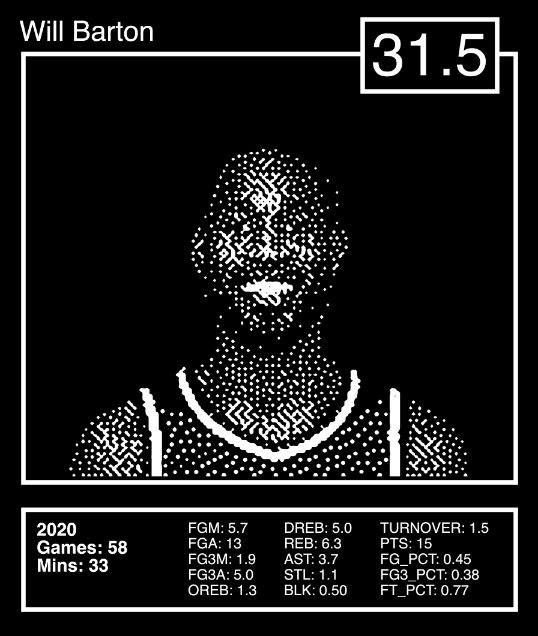 Will Barton
31.5
2020
Games: 58
Mins: 33
FGM: 5.7
FGA: 13
FG3M: 1.9
FG3A: 5.0
OREB: 1.3
DREB: 5.0
REB: 6.3
AST: 3.7
STL: 1.1
BLK: 0.50
TURNOVER: 1.5
PTS: 15
FG_PCT: 0.45
FG3_PCT: 0.38
FT_PCT: 0.77